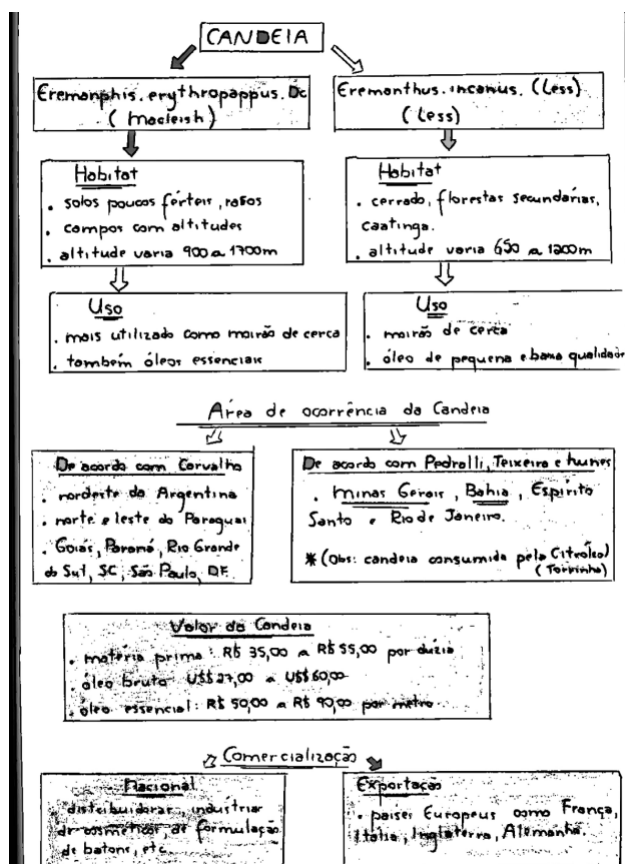 CANDEIA
Eremanphis.erythropappus.Dc
(macleish)
Eremanthus.incanus.(Less)
(Less)
Habitat
. solos poucos férteis, rasos
. campos com altitudes
. altitude varia 900 a 1700m
Habitat
. cerrado, florestas secundárias,
caatinga.
. altitude varia 650 a 1200m
Uso
. mais utilizado como moirão de cerca
. também óleos essenciais
Uso
. moirão de cerca
. óleo de pequena e baixa qualidade
Área de ocorrência da Candeia
De acordo com Carvalho
. nordeste da Argentina
. norte e leste do Paraguai
. Goiás, Paraná, Rio Grande
do Sul, SC, São Paulo, DF.
De acordo com Pedrolli, Teixeira e Nunes
. Minas Gerais, Bahia, Espírito
Santo e Rio de Janeiro.
* (Obs: candeia consumida pela Citróleo)
(Torrinha)
Valor da Candeia
. matéria prima: R$ 35,00 a R$ 55,00 por dúzia
. óleo bruto US$ 27,00 a US$ 60,00
. óleo essencial: R$ 50,00 a R$ 90,00 por metro
Comercialização
Nacional
. distribuidoras, indústrias
de cosméticos, de formulação
de batons, etc.
Exportação
. países Europeus como França,
Itália, Inglaterra, Alemanha.